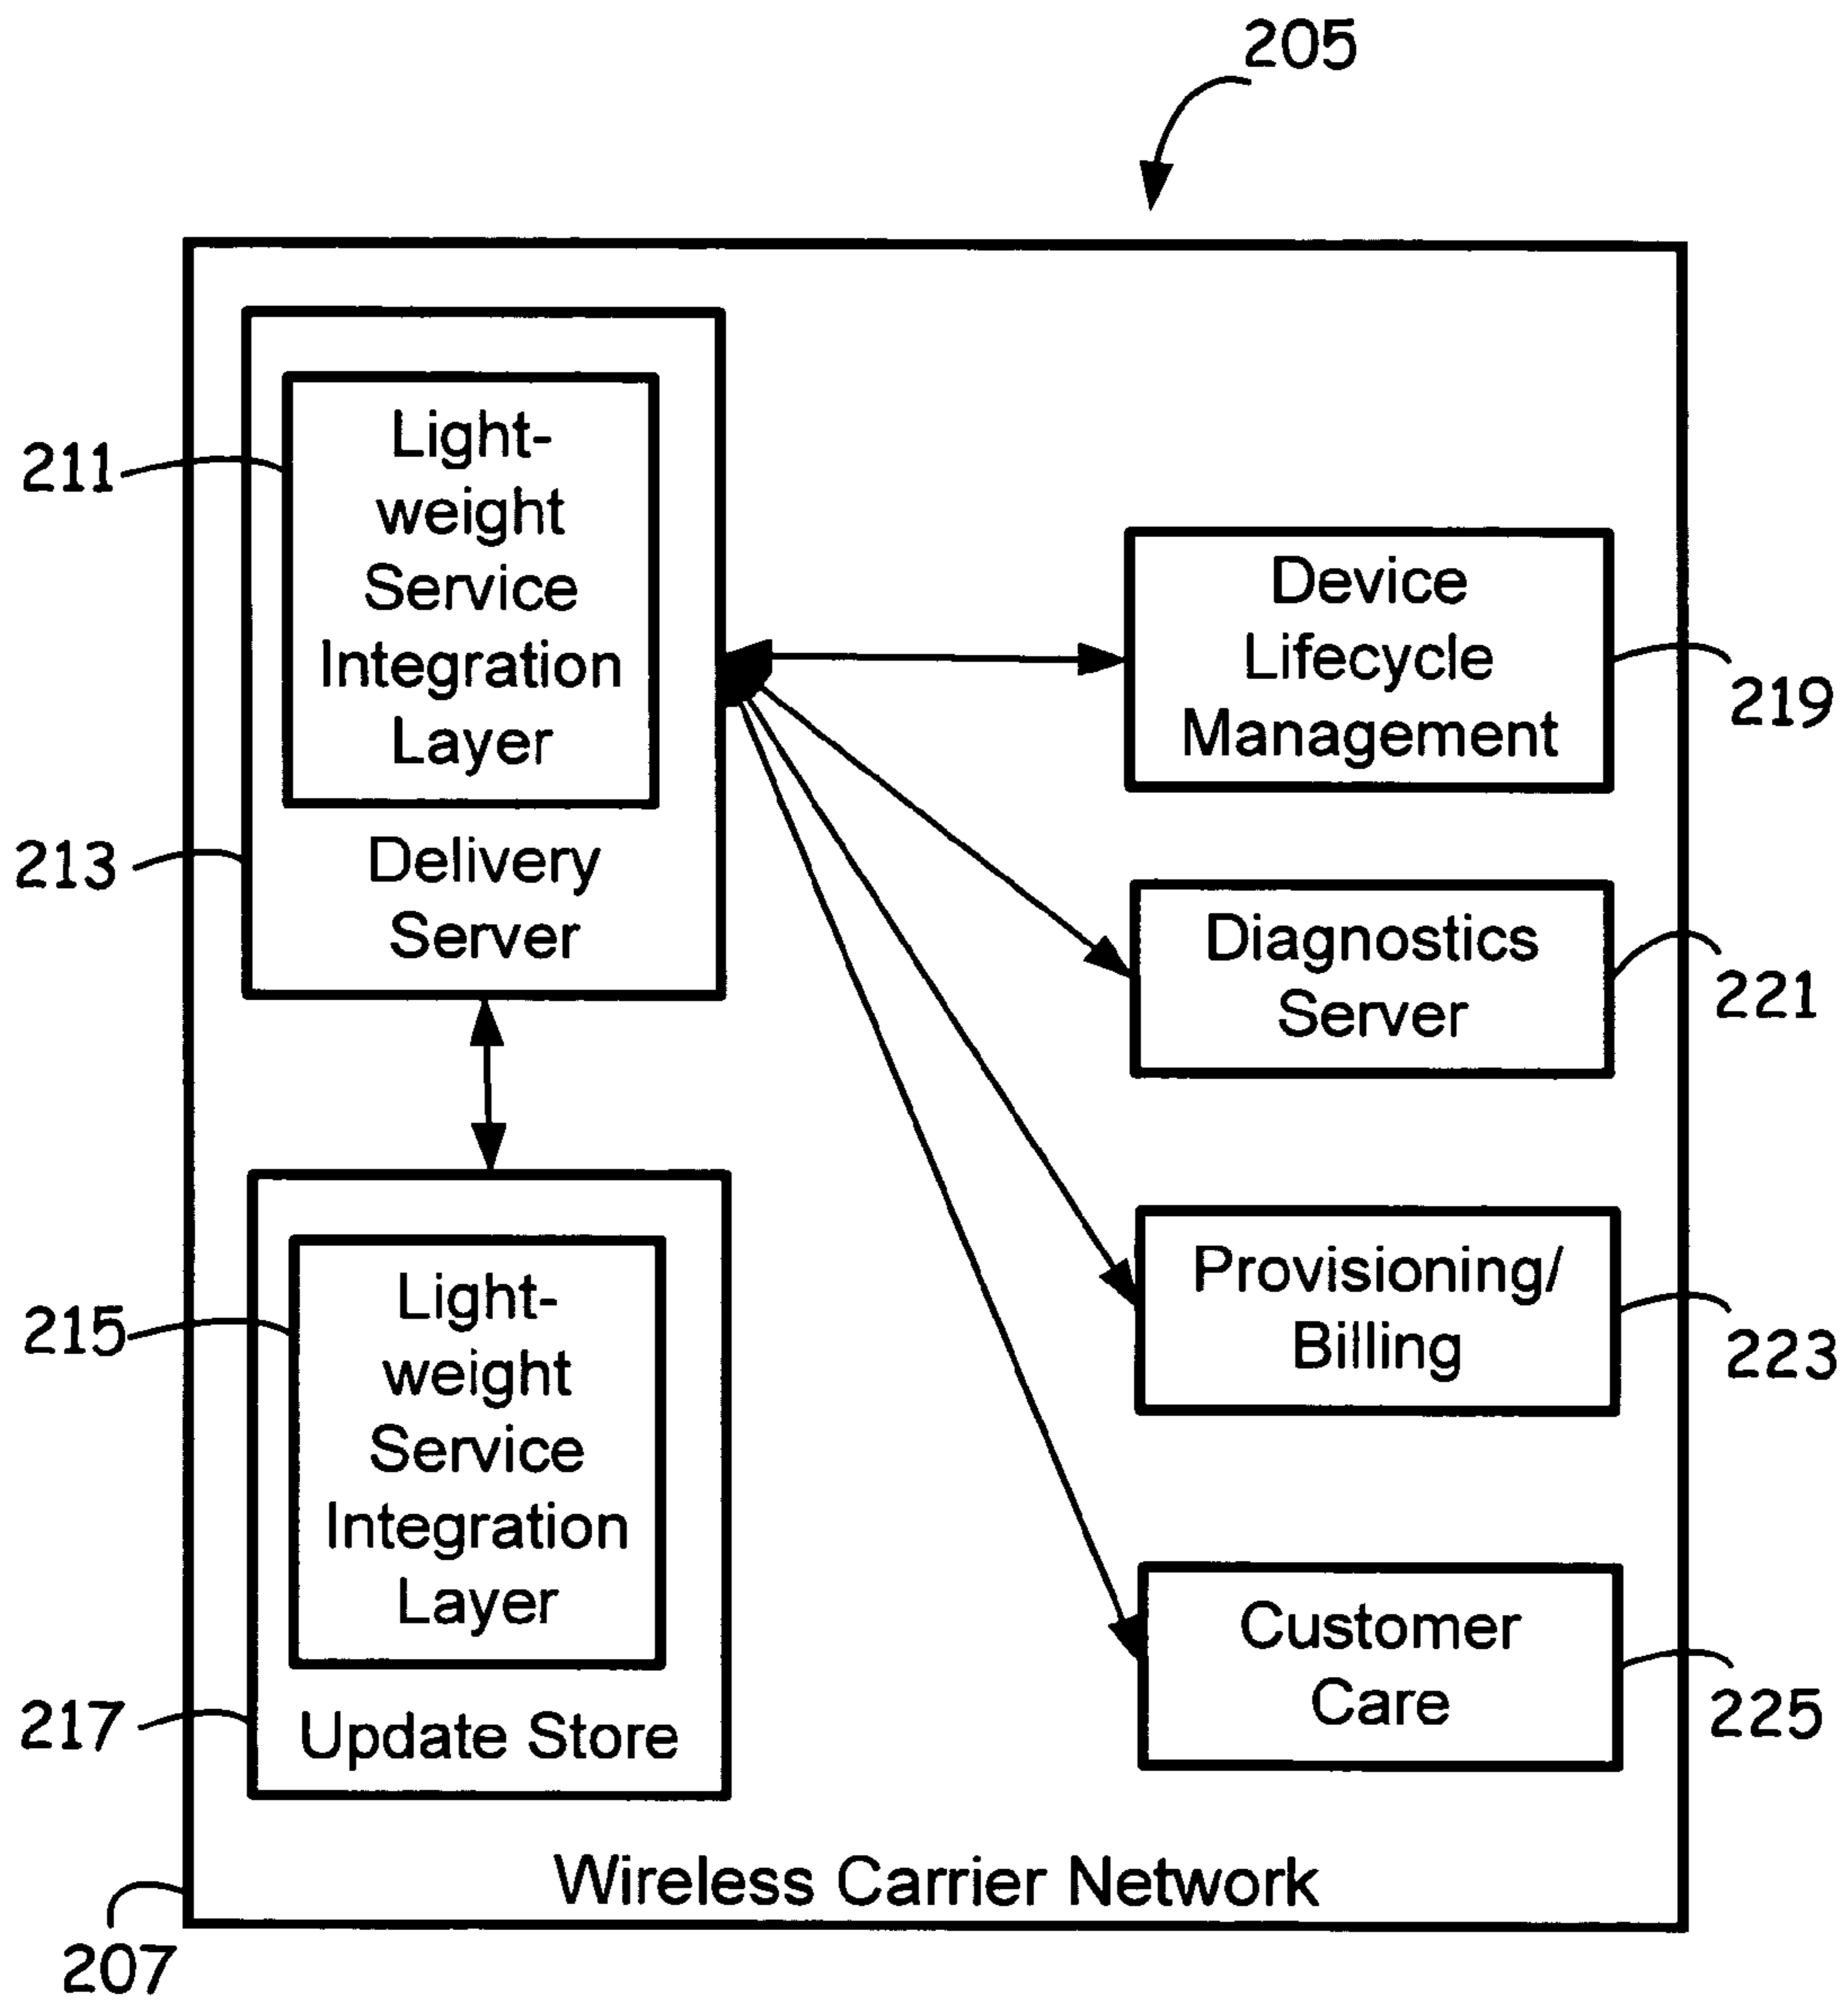 205
211
Light-
weight
Service
Integration
Layer
213
Delivery
Server
Device
Lifecycle
Management
219
Diagnostics
Server
221
215
Light-
weight
Service
Integration
Layer
217
Update Store
Provisioning/
Billing
223
Customer
Care
225
Wireless Carrier Network
207